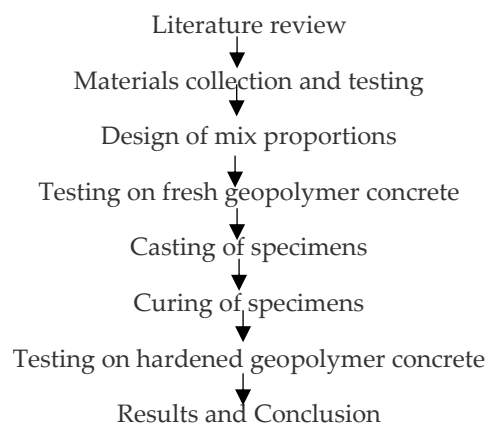 Literature review
Materials collection and testing
Design of mix proportions
Testing on fresh geopolymer concrete
Casting of specimens
Curing of specimens
Testing on hardened geopolymer concrete
Results and Conclusion